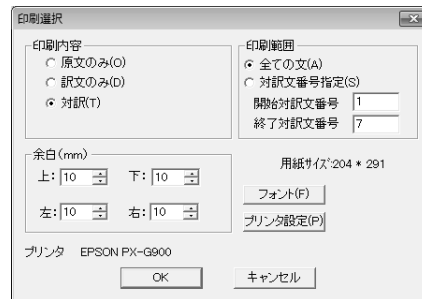 印刷選択
印刷内容
原文のみ(O)
訳文のみ(D)
対訳(T)
印刷範囲
全ての文(A)
対訳文番号指定(S)
開始対訳文番号 1
終了対訳文番号 7
余白(mm)
上: 10 下: 10
左: 10 右: 10
用紙サイズ:204 * 291
フォント(F)
プリンタ設定(P)
プリンタ EPSON PX-G900
OK キャンセル